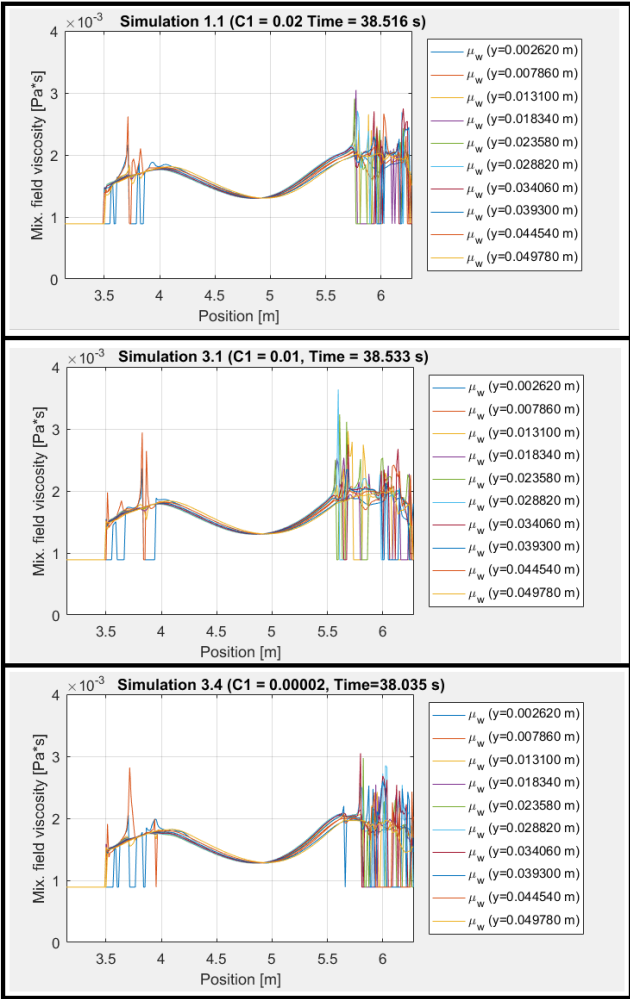 Simulation 1.1 (C1 = 0.02 Time = 38.516 s)
×10⁻³
4
3
2
1
0
3.5 4 4.5 5 5.5 6
Mix. field viscosity [Pa*s]
Position [m]
μw (y=0.002620 m)
μw (y=0.007860 m)
μw (y=0.013100 m)
μw (y=0.018340 m)
μw (y=0.023580 m)
μw (y=0.028820 m)
μw (y=0.034060 m)
μw (y=0.039300 m)
μw (y=0.044540 m)
μw (y=0.049780 m)
Simulation 3.1 (C1 = 0.01, Time = 38.533 s)
×10⁻³
4
3
2
1
0
3.5 4 4.5 5 5.5 6
Mix. field viscosity [Pa*s]
Position [m]
μw (y=0.002620 m)
μw (y=0.007860 m)
μw (y=0.013100 m)
μw (y=0.018340 m)
μw (y=0.023580 m)
μw (y=0.028820 m)
μw (y=0.034060 m)
μw (y=0.039300 m)
μw (y=0.044540 m)
μw (y=0.049780 m)
Simulation 3.4 (C1 = 0.00002, Time=38.035 s)
×10⁻³
4
3
2
1
0
3.5 4 4.5 5 5.5 6
Mix. field viscosity [Pa*s]
Position [m]
μw (y=0.002620 m)
μw (y=0.007860 m)
μw (y=0.013100 m)
μw (y=0.018340 m)
μw (y=0.023580 m)
μw (y=0.028820 m)
μw (y=0.034060 m)
μw (y=0.039300 m)
μw (y=0.044540 m)
μw (y=0.049780 m)